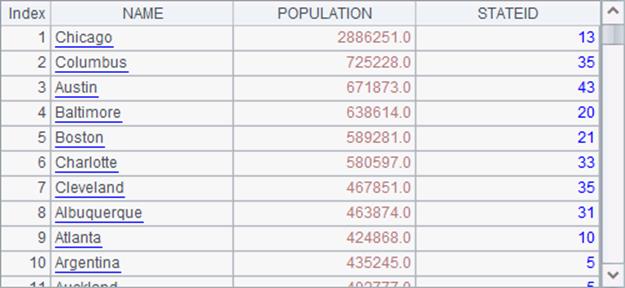 Index NAME POPULATION STATEID
1 Chicago 2886251.0 13
2 Columbus 725228.0 35
3 Austin 671873.0 43
4 Baltimore 638614.0 20
5 Boston 589281.0 21
6 Charlotte 580597.0 33
7 Cleveland 467851.0 35
8 Albuquerque 463874.0 31
9 Atlanta 424868.0 10
10 Argentina 435245.0 5
11 Auckland 402777.0 5